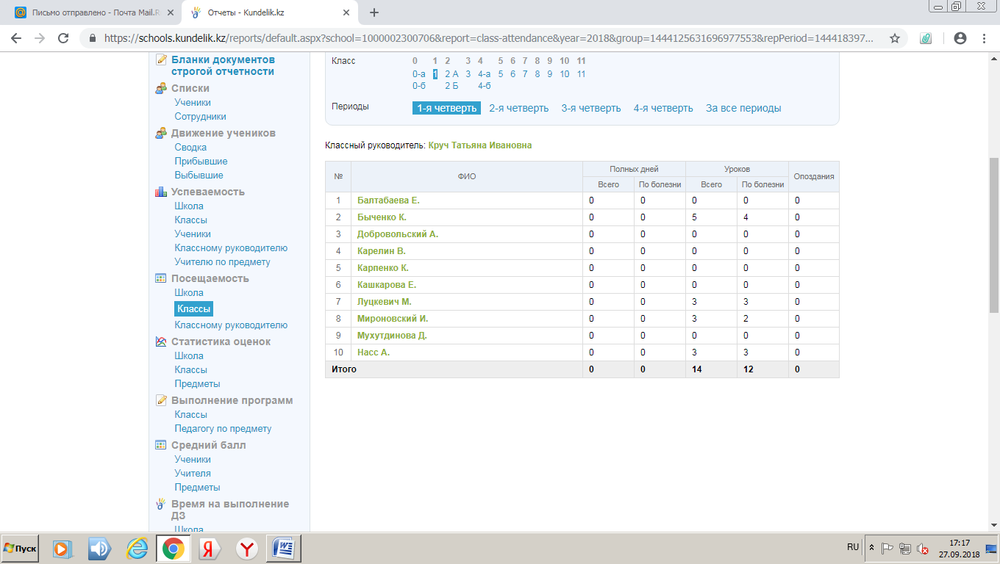 Письмо отправлено - Почта Mail.R
Отчеты - Kundelik.kz
https://schools.kundelik.kz/reports/default.aspx?school=1000002300706&report=class-attendance&year=2018&group=1444125631696977553&repPeriod=144418397...
Бланки документов
строгой отчетности
Списки
Ученики
Сотрудники
Движение учеников
Сводка
Прибывшие
Выбывшие
Успеваемость
Школа
Классы
Ученики
Классному руководителю
Учителю по предмету
Посещаемость
Школа
Классы
Классному руководителю
Статистика оценок
Школа
Классы
Предметы
Выполнение программ
Классы
Педагогу по предмету
Средний балл
Ученики
Учителя
Предметы
Время на выполнение
ДЗ
Школа
Класс 0 1 2 3 4 5 6 7 8 9 10 11
0-а 1 2 А 3 4-а 5 6 7 8 9 10 11
0-б 2 Б 4-б
Периоды 1-я четверть 2-я четверть 3-я четверть 4-я четверть За все периоды
Классный руководитель: Круч Татьяна Ивановна
№ ФИО Полных дней Уроков Опоздания
Всего По болезни Всего По болезни
1 Балтабаева Е. 0 0 0 0 0
2 Быченко К. 0 0 5 4 0
3 Добровольский А. 0 0 0 0 0
4 Карелин В. 0 0 0 0 0
5 Карпенко К. 0 0 0 0 0
6 Кашкарова Е. 0 0 0 0 0
7 Луцкевич М. 0 0 3 3 0
8 Мироновский И. 0 0 3 2 0
9 Мухутдинова Д. 0 0 0 0 0
10 Насс А. 0 0 3 3 0
Итого 0 0 14 12 0
Пуск
RU
17:17
27.09.2018